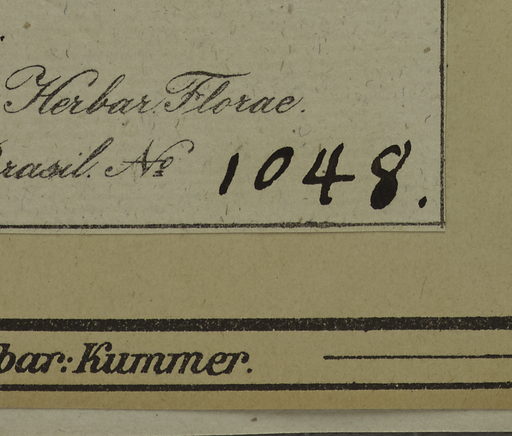 Herbar. Florae.
rasil. No 1048.
bar: Kummer.